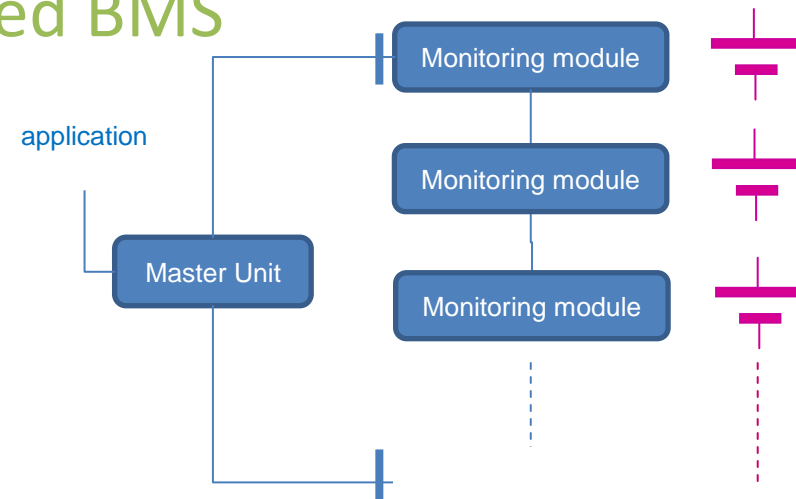 ed BMS
application
Monitoring module
Monitoring module
Master Unit
Monitoring module